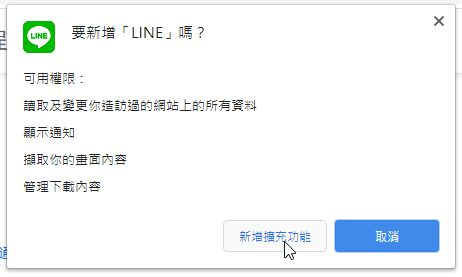 LINE
要新增「LINE」嗎？
可用權限：
讀取及變更你造訪過的網站上的所有資料
顯示通知
擷取你的畫面內容
管理下載內容
新增擴充功能
取消